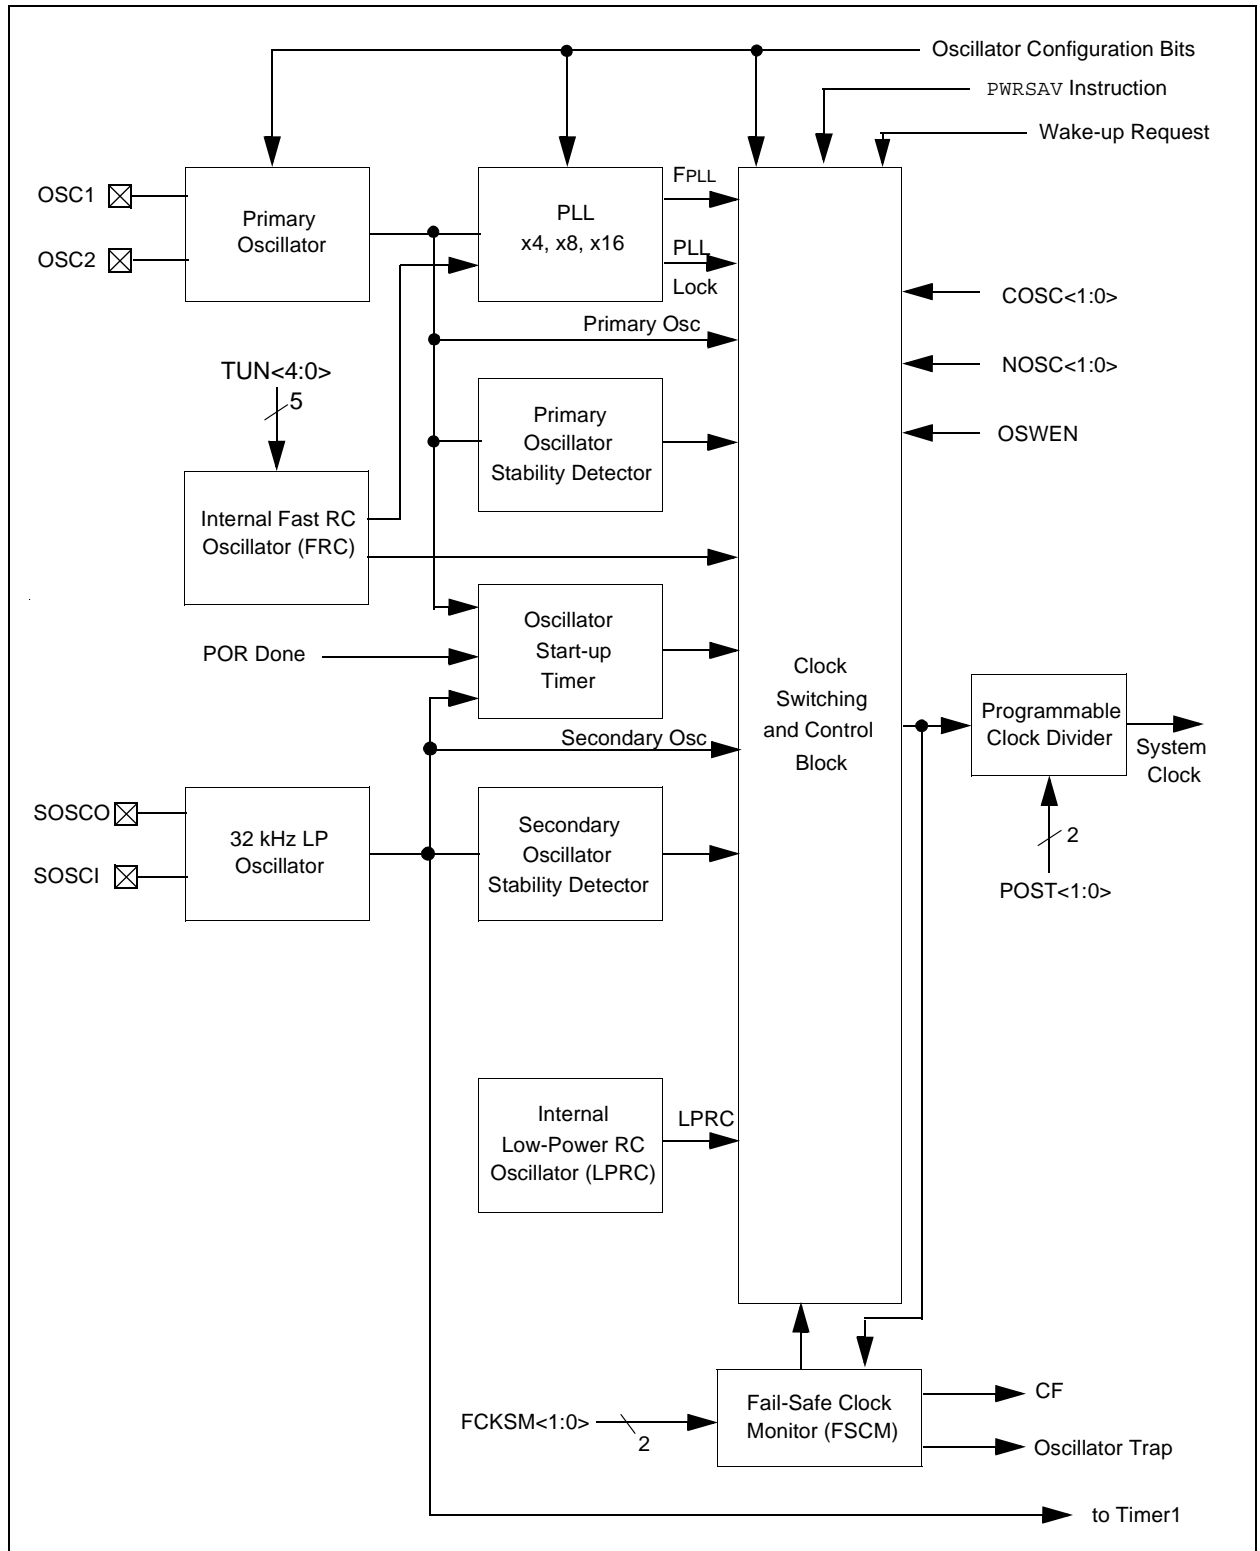 Oscillator Configuration Bits
PWRSAV Instruction
Wake-up Request
OSC1
OSC2
Primary
Oscillator
PLL
x4, x8, x16
FPLL
PLL
Lock
Primary Osc
COSC<1:0>
NOSC<1:0>
OSWEN
TUN<4:0>
5
Primary
Oscillator
Stability Detector
Internal Fast RC
Oscillator (FRC)
Oscillator
Start-up
Timer
POR Done
Clock
Switching
and Control
Block
Programmable
Clock Divider
System
Clock
Secondary Osc
SOSCO
SOSCI
32 kHz LP
Oscillator
Secondary
Oscillator
Stability Detector
2
POST<1:0>
Internal
Low-Power RC
Oscillator (LPRC)
LPRC
FCKSM<1:0>
2
Fail-Safe Clock
Monitor (FSCM)
CF
Oscillator Trap
to Timer1